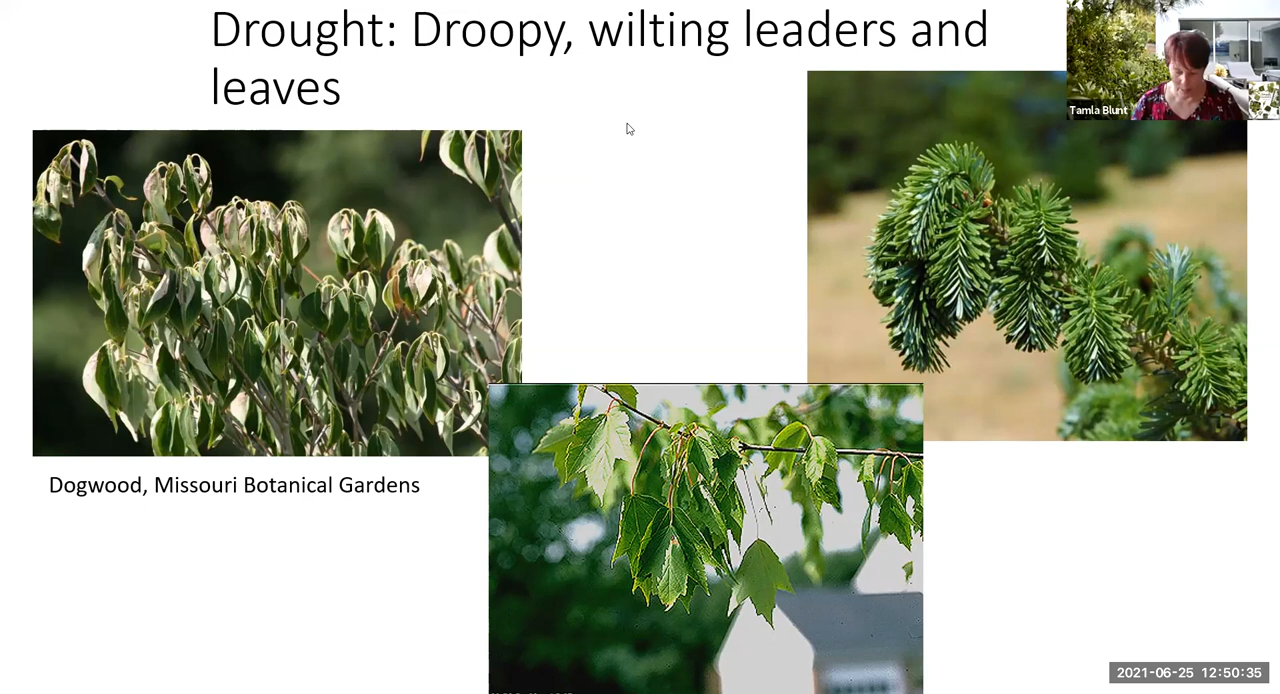 Drought: Droopy, wilting leaders and
leaves
Tamla Blunt
Dogwood, Missouri Botanical Gardens
2021-06-25 12:50:35